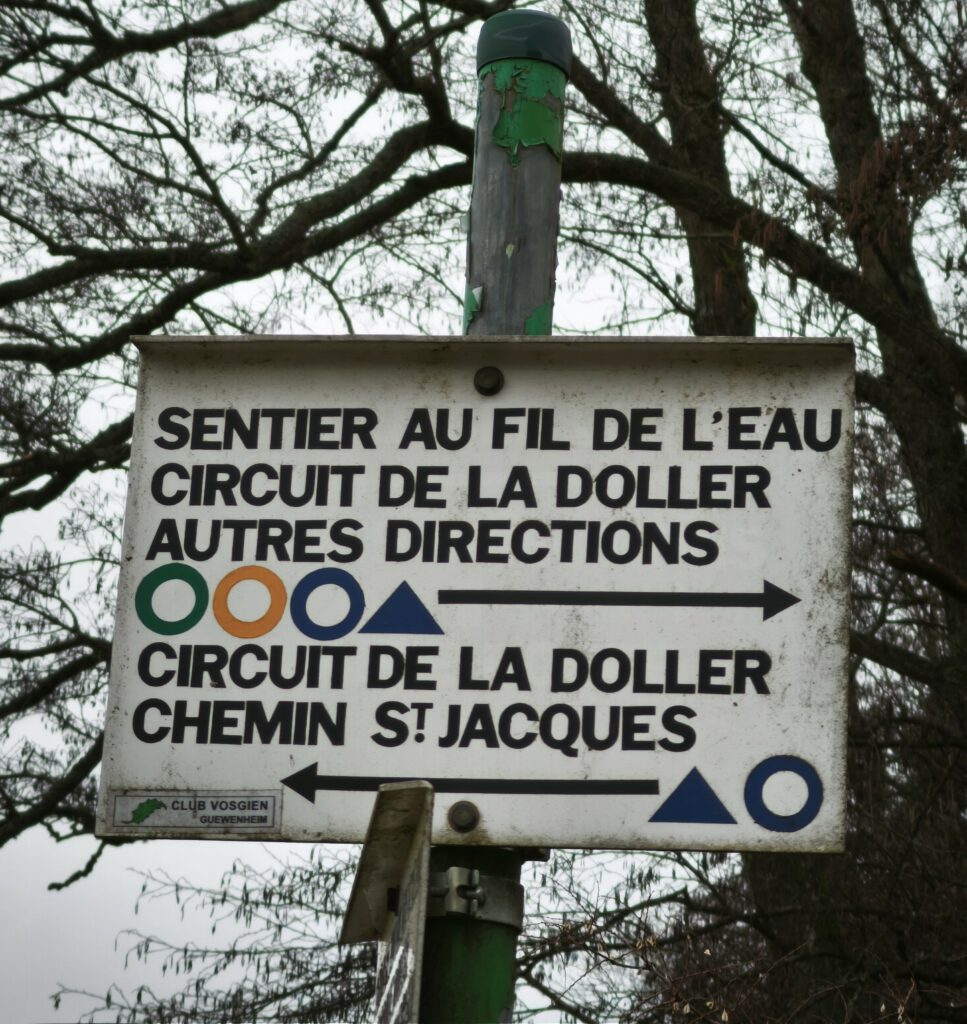 SENTIER AU FIL DE L'EAU
CIRCUIT DE LA DOLLER
AUTRES DIRECTIONS
CIRCUIT DE LA DOLLER
CHEMIN ST. JACQUES
CLUB VOSGIEN
GUEWENHEIM